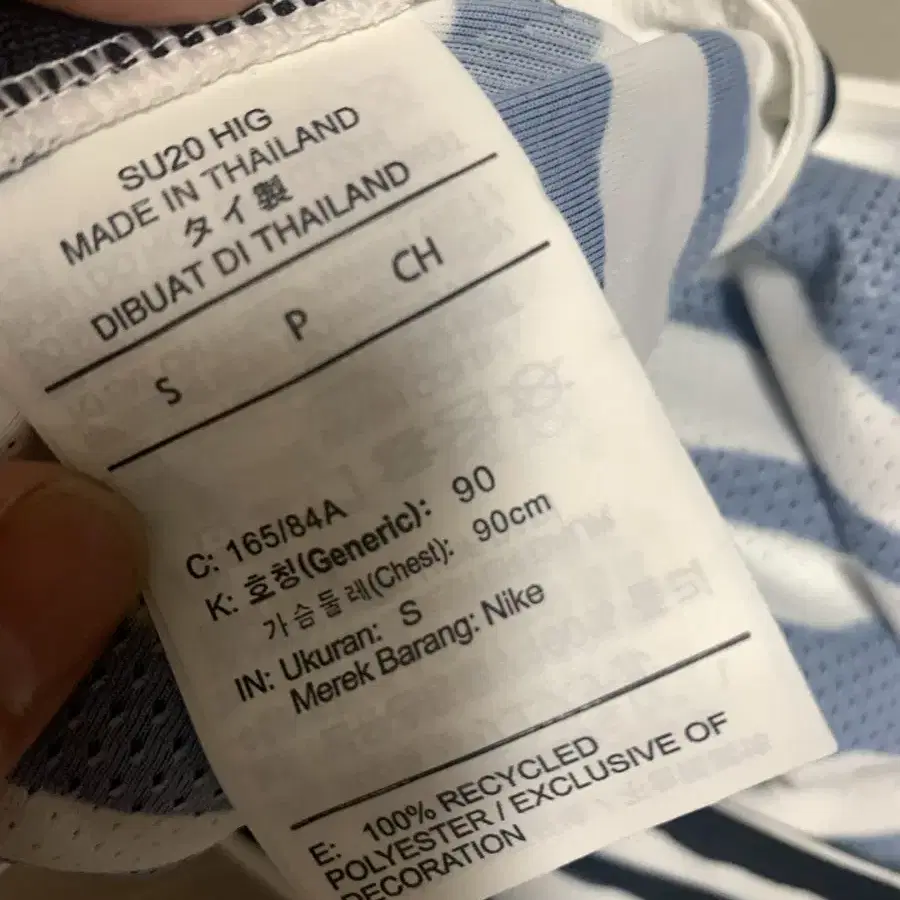 SU20 HIG
MADE IN THAILAND
タイ製
DIBUAT DI THAILAND
S P CH
C: 165/84A
K: 호칭(Generic): 90
가슴둘레(Chest): 90cm
IN: Ukuran: S
Merek Barang: Nike
E: 100% RECYCLED
POLYESTER / EXCLUSIVE OF
DECORATION